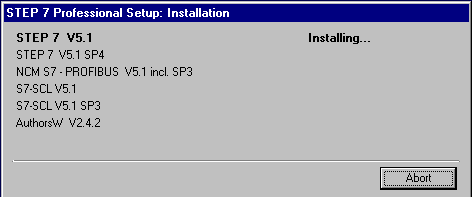 STEP 7 Professional Setup: Installation
STEP 7 V5.1 Installing...
STEP 7 V5.1 SP4
NCM S7 - PROFIBUS V5.1 incl. SP3
S7-SCL V5.1
S7-SCL V5.1 SP3
AuthorsW V2.4.2
Abort